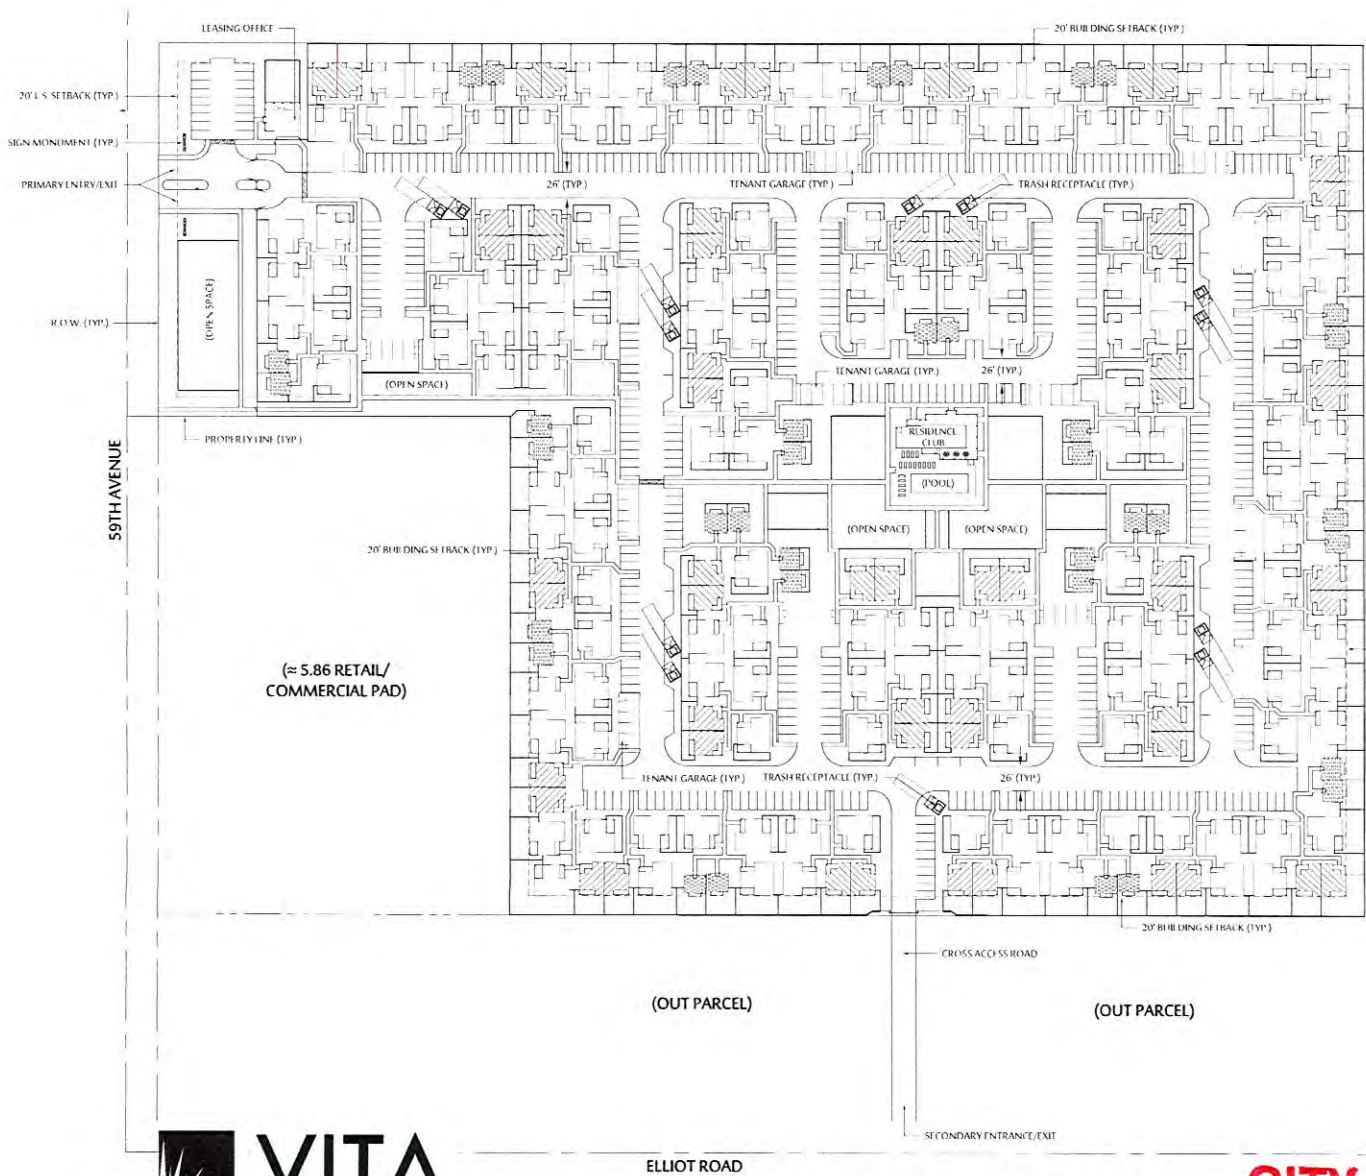 LEASING OFFICE
20' BUILDING SETBACK (TYP.)
20' L.S. SETBACK (TYP.)
SIGN MONUMENT (TYP.)
PRIMARY ENTRY/EXIT
26' (TYP.)
TENANT GARAGE (TYP.)
TRASH RECEPTACLE (TYP.)
(OPEN SPACE)
R.O.W. (TYP.)
TENANT GARAGE (TYP.)
26' (TYP.)
(OPEN SPACE)
PROPERTY LINE (TYP.)
RESIDENCE
CLUB
(POOL)
59TH AVENUE
(OPEN SPACE)
(OPEN SPACE)
20' BUILDING SETBACK (TYP.)
(≈ 5.86 RETAIL/
COMMERCIAL PAD)
TENANT GARAGE (TYP.)
TRASH RECEPTACLE (TYP.)
26' (TYP.)
20' BUILDING SETBACK (TYP.)
CROSS ACCESS ROAD
(OUT PARCEL)
(OUT PARCEL)
SECONDARY ENTRANCE/EXIT
VITA
ELLIOT ROAD
CITY